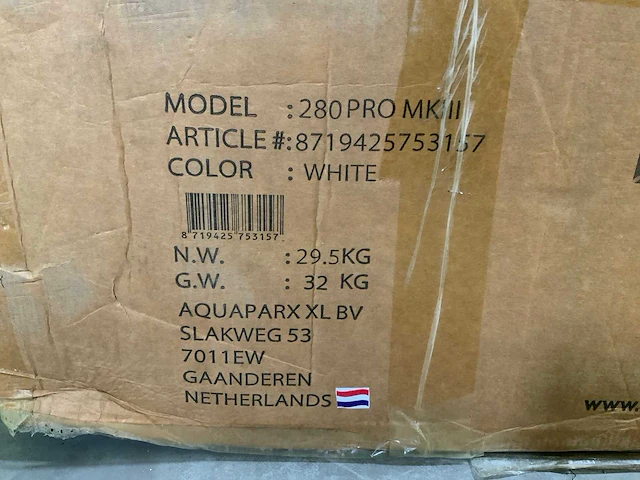 MODEL : 280 PRO MKIII
ARTICLE #: 8719425753157
COLOR : WHITE
8 719425 753157
N.W. : 29.5KG
G.W. : 32 KG
AQUAPARX XL BV
SLAKWEG 53
7011EW
GAANDEREN
NETHERLANDS
www.